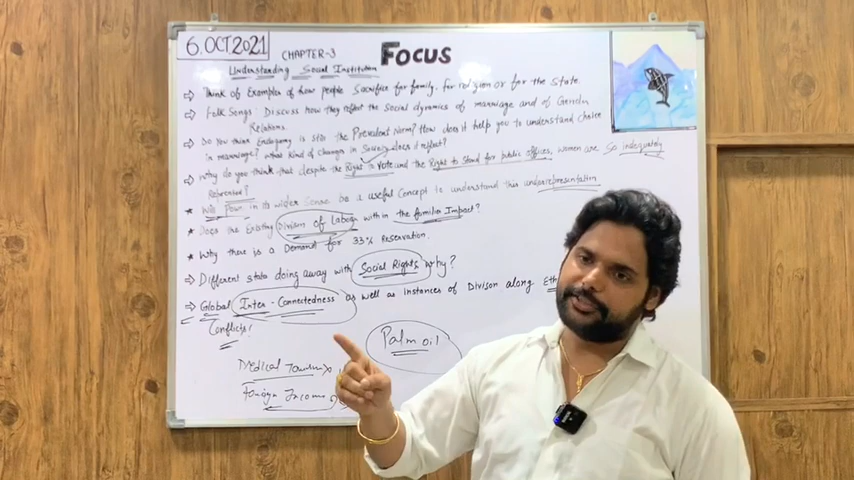 6.OCT2021
CHAPTER-3
FOCUS
Understanding Social Institution
Think of Examples of how people Sacrifice for family. For religion or for the State
Folk Songs: Discuss how they reflect the Social dynamics of marriage and of Gender
Relations.
Do you think Endogamy is still the Prevalent Norm? How does it help you to understand choice
in marriage? What kind of changes in Society does it reflect?
Why do you think that despite the Right to vote and the Right to Stand for public offices, women are so
Will Power in its wider Sense be a useful Concept to understand this
Does the Existing Division of Labour within the familier Impact?
Why there is a Demand for 33% Reservation.
Different state doing away with Social Rights why?
Global Inter-Connectedness as well as instances of Divison along
Conflicts!
Palm oil
Medical
Foreign Income